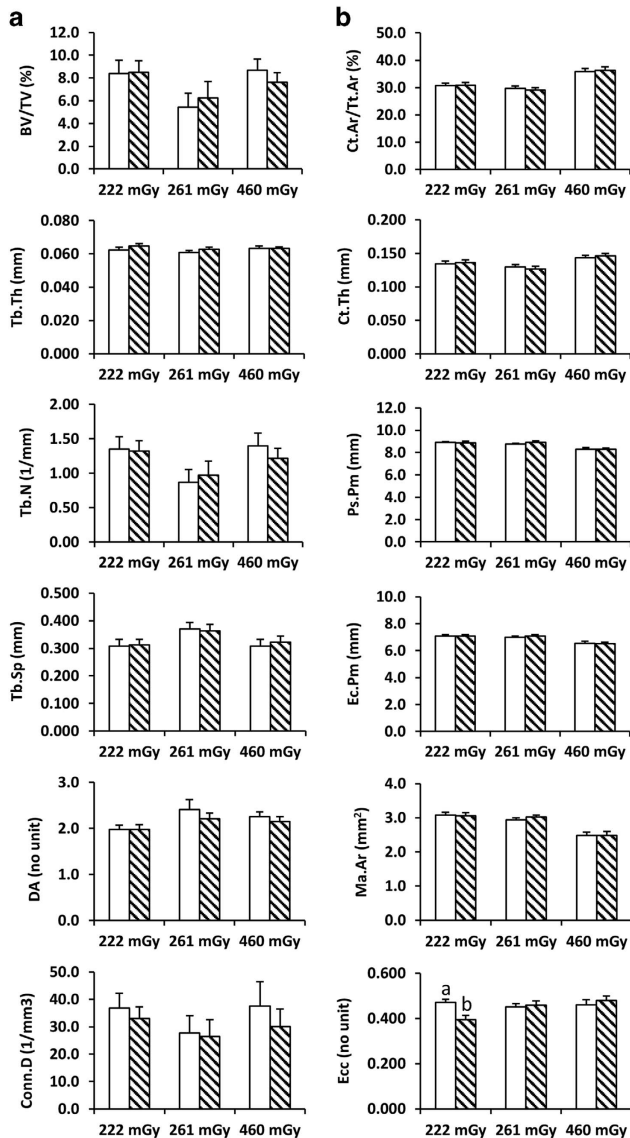 a
BV/TV (%)
12.0
10.0
8.0
6.0
4.0
2.0
0.0
222 mGy 261 mGy 460 mGy
Tb.Th (mm)
0.080
0.060
0.040
0.020
0.000
222 mGy 261 mGy 460 mGy
Tb.N (1/mm)
2.00
1.50
1.00
0.50
0.00
222 mGy 261 mGy 460 mGy
Tb.Sp (mm)
0.500
0.400
0.300
0.200
0.100
0.000
222 mGy 261 mGy 460 mGy
DA (no unit)
3.0
2.0
1.0
0.0
222 mGy 261 mGy 460 mGy
Conn.D (1/mm3)
50.0
40.0
30.0
20.0
10.0
0.0
222 mGy 261 mGy 460 mGy
b
Ct.Ar/Tt.Ar (%)
50.0
40.0
30.0
20.0
10.0
0.0
222 mGy 261 mGy 460 mGy
Ct.Th (mm)
0.200
0.150
0.100
0.050
0.000
222 mGy 261 mGy 460 mGy
Ps.Pm (mm)
12.0
10.0
8.0
6.0
4.0
2.0
0.0
222 mGy 261 mGy 460 mGy
Ec.Pm (mm)
10.0
8.0
6.0
4.0
2.0
0.0
222 mGy 261 mGy 460 mGy
Ma.Ar (mm²)
4.0
3.0
2.0
1.0
0.0
222 mGy 261 mGy 460 mGy
Ecc (no unit)
0.600
0.400
0.200
0.000
a
b
222 mGy 261 mGy 460 mGy